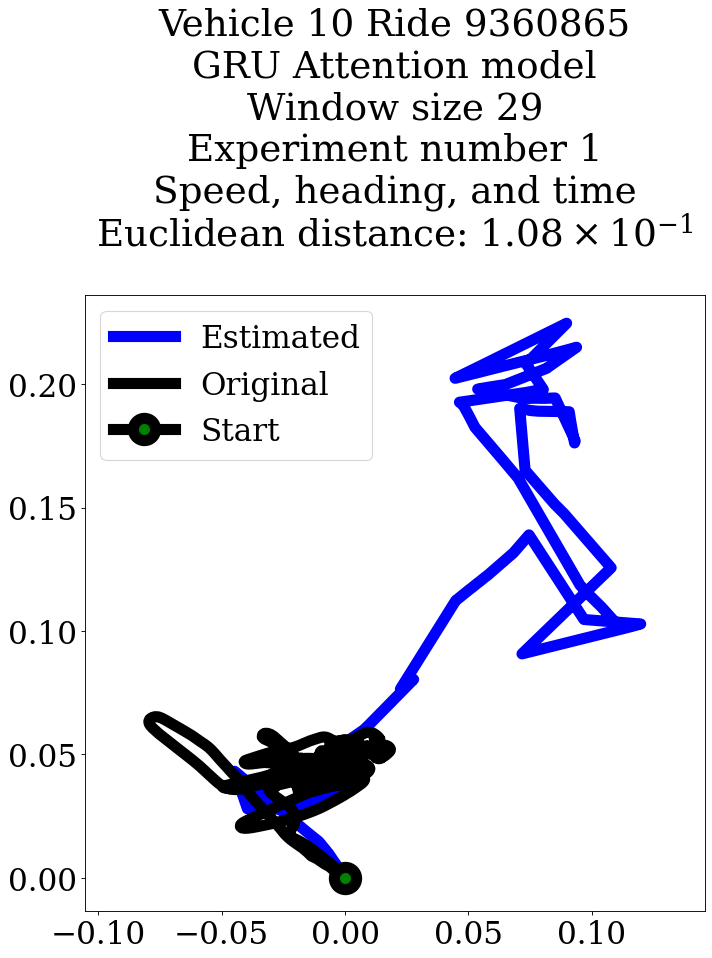 Vehicle 10 Ride 9360865
GRU Attention model
Window size 29
Experiment number 1
Speed, heading, and time
Euclidean distance: 1.08 × 10⁻¹
Estimated
Original
Start
0.20
0.15
0.10
0.05
0.00
−0.10 −0.05 0.00 0.05 0.10